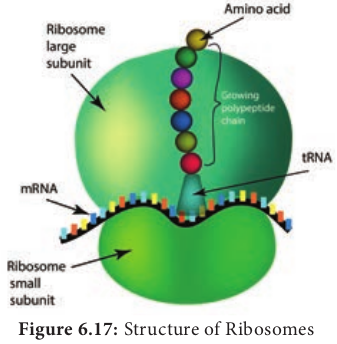 Amino acid
Ribosome
large
subunit
Growing
polypeptide
chain
tRNA
mRNA
Ribosome
small
subunit
Figure 6.17: Structure of Ribosomes